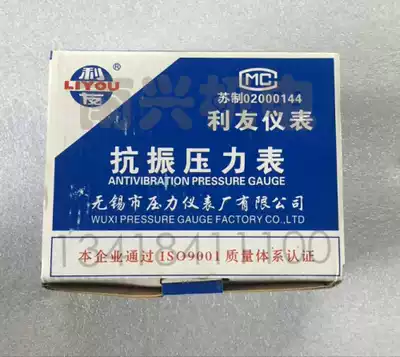 利
LIYOU
友
®
MC
苏制02000144
利友仪表
抗振压力表
ANTIVIBRATION PRESSURE GAUGE
无锡市压力仪表厂有限公司
WUXI PRESSURE GAUGE FACTORY CO.,LTD
13418411100
本企业通过ISO9001质量体系认证